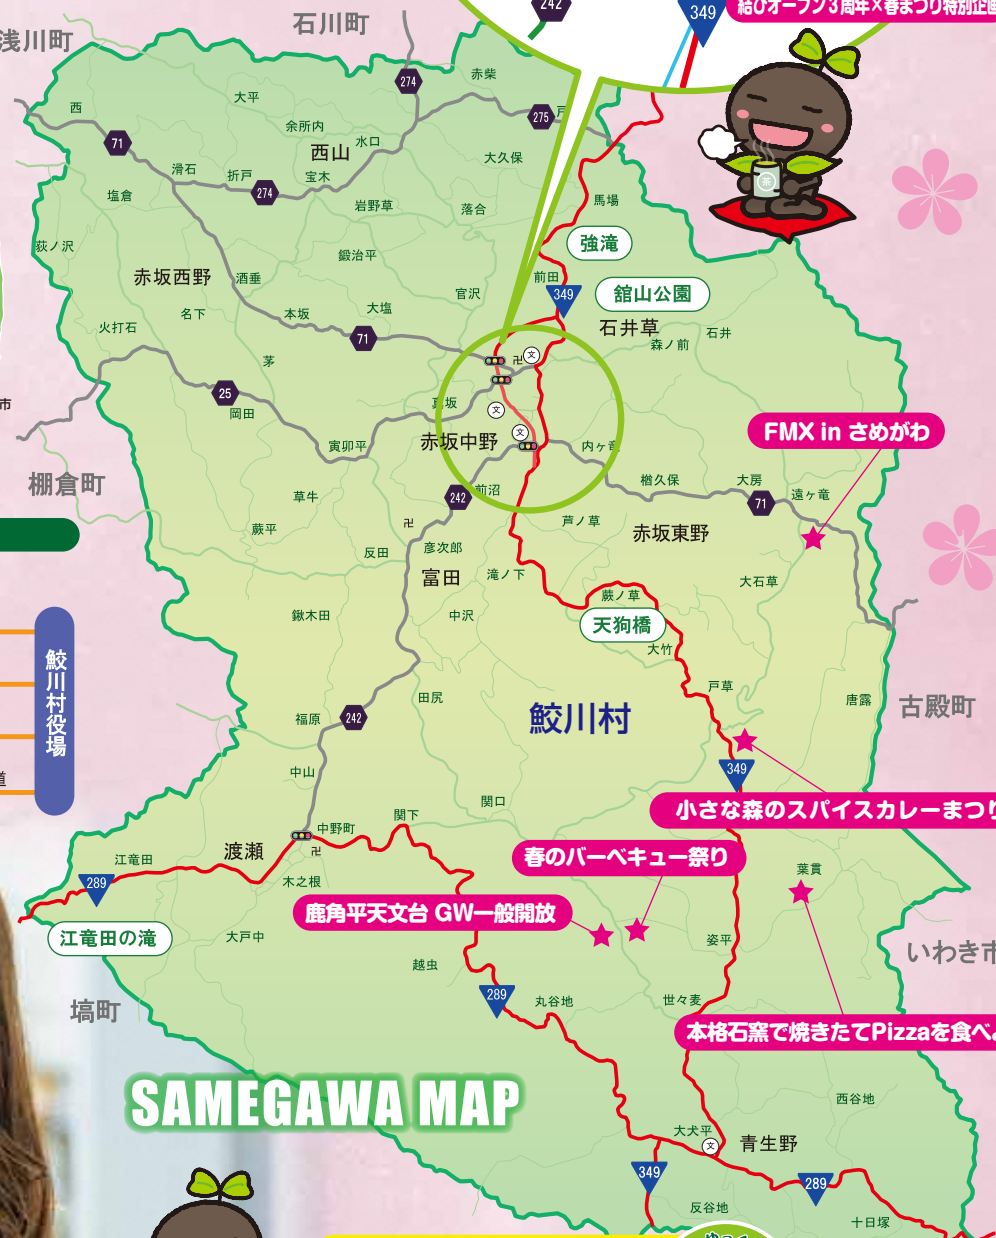 242
349
結びオープン3周年×春まつり特別企画
石川町
浅川町
274
赤柴
大平
西
275
余所内
水口
西山
71
大久保
滑石
折戸
宝木
274
塩倉
岩野草
落合
馬場
茶
荻ノ沢
強滝
鍛治平
赤坂西野
酒垂
前田
官沢
349
舘山公園
名下
本坂
大塩
火打石
石井草
石井
71
森ノ前
卍
文
茅
25
岡田
真坂
文
市
文
FMX in さめがわ
赤坂中野
寅卯平
内ヶ竜
棚倉町
楢久保
大房
前沼
草牛
242
71
遠ヶ竜
卍
芦ノ草
蕨平
赤坂東野
彦次郎
反田
富田
滝ノ下
大石草
蕨ノ草
鍬木田
中沢
天狗橋
大竹
鮫川村役場
戸草
田尻
唐露
古殿町
福原
242
鮫川村
349
中山
道
関口
小さな森のスパイスカレーまつり
関下
中野町
渡瀬
卍
江竜田
春のバーベキュー祭り
葉貫
289
木之根
鹿角平天文台 GW一般開放
江竜田の滝
大戸中
姿平
いわき市
越虫
289
丸谷地
世々麦
塙町
本格石窯で焼きたてPizzaを食べ
SAMEGAWA MAP
西谷地
大犬平
文
青生野
349
289
反谷地
十日塚